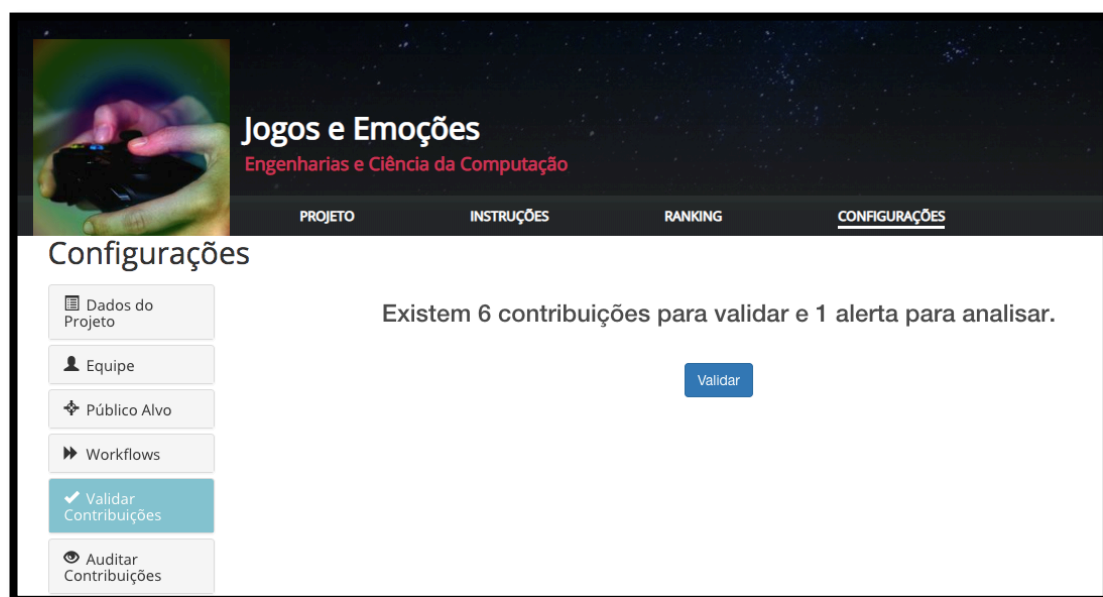 Jogos e Emoções
Engenharias e Ciência da Computação
PROJETO INSTRUÇÕES RANKING CONFIGURAÇÕES
Configurações
Dados do
Projeto
Equipe
Público Alvo
Workflows
Validar
Contribuições
Auditar
Contribuições
Existem 6 contribuições para validar e 1 alerta para analisar.
Validar